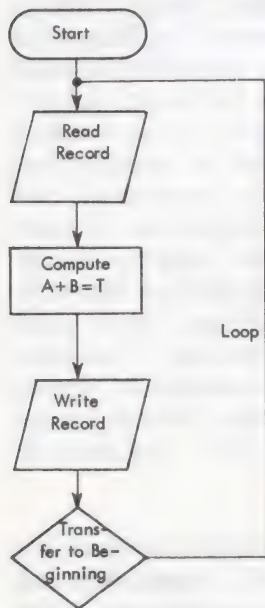 Start
Read
Record
Compute
A+B=T
Loop
Write
Record
Trans-
fer to Be-
ginning